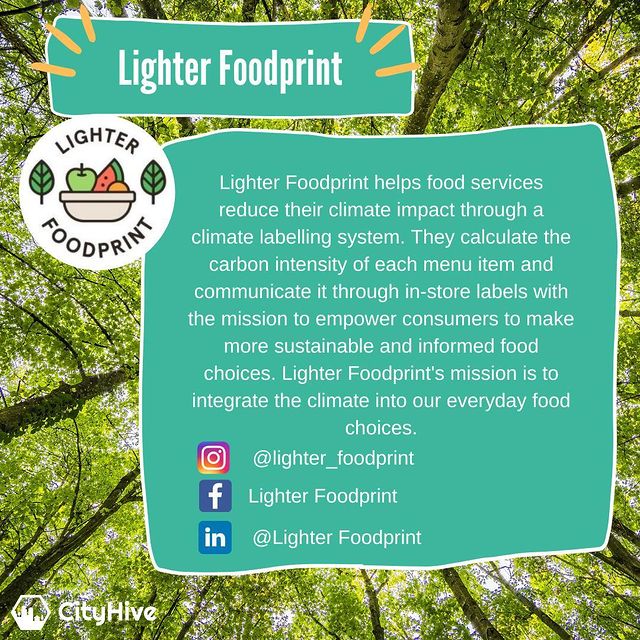 Lighter Foodprint
LIGHTER
FOODPRINT
Lighter Foodprint helps food services
reduce their climate impact through a
climate labelling system. They calculate the
carbon intensity of each menu item and
communicate it through in-store labels with
the mission to empower consumers to make
more sustainable and informed food
choices. Lighter Foodprint's mission is to
integrate the climate into our everyday food
choices.
@lighter_foodprint
Lighter Foodprint
@Lighter Foodprint
CityHive